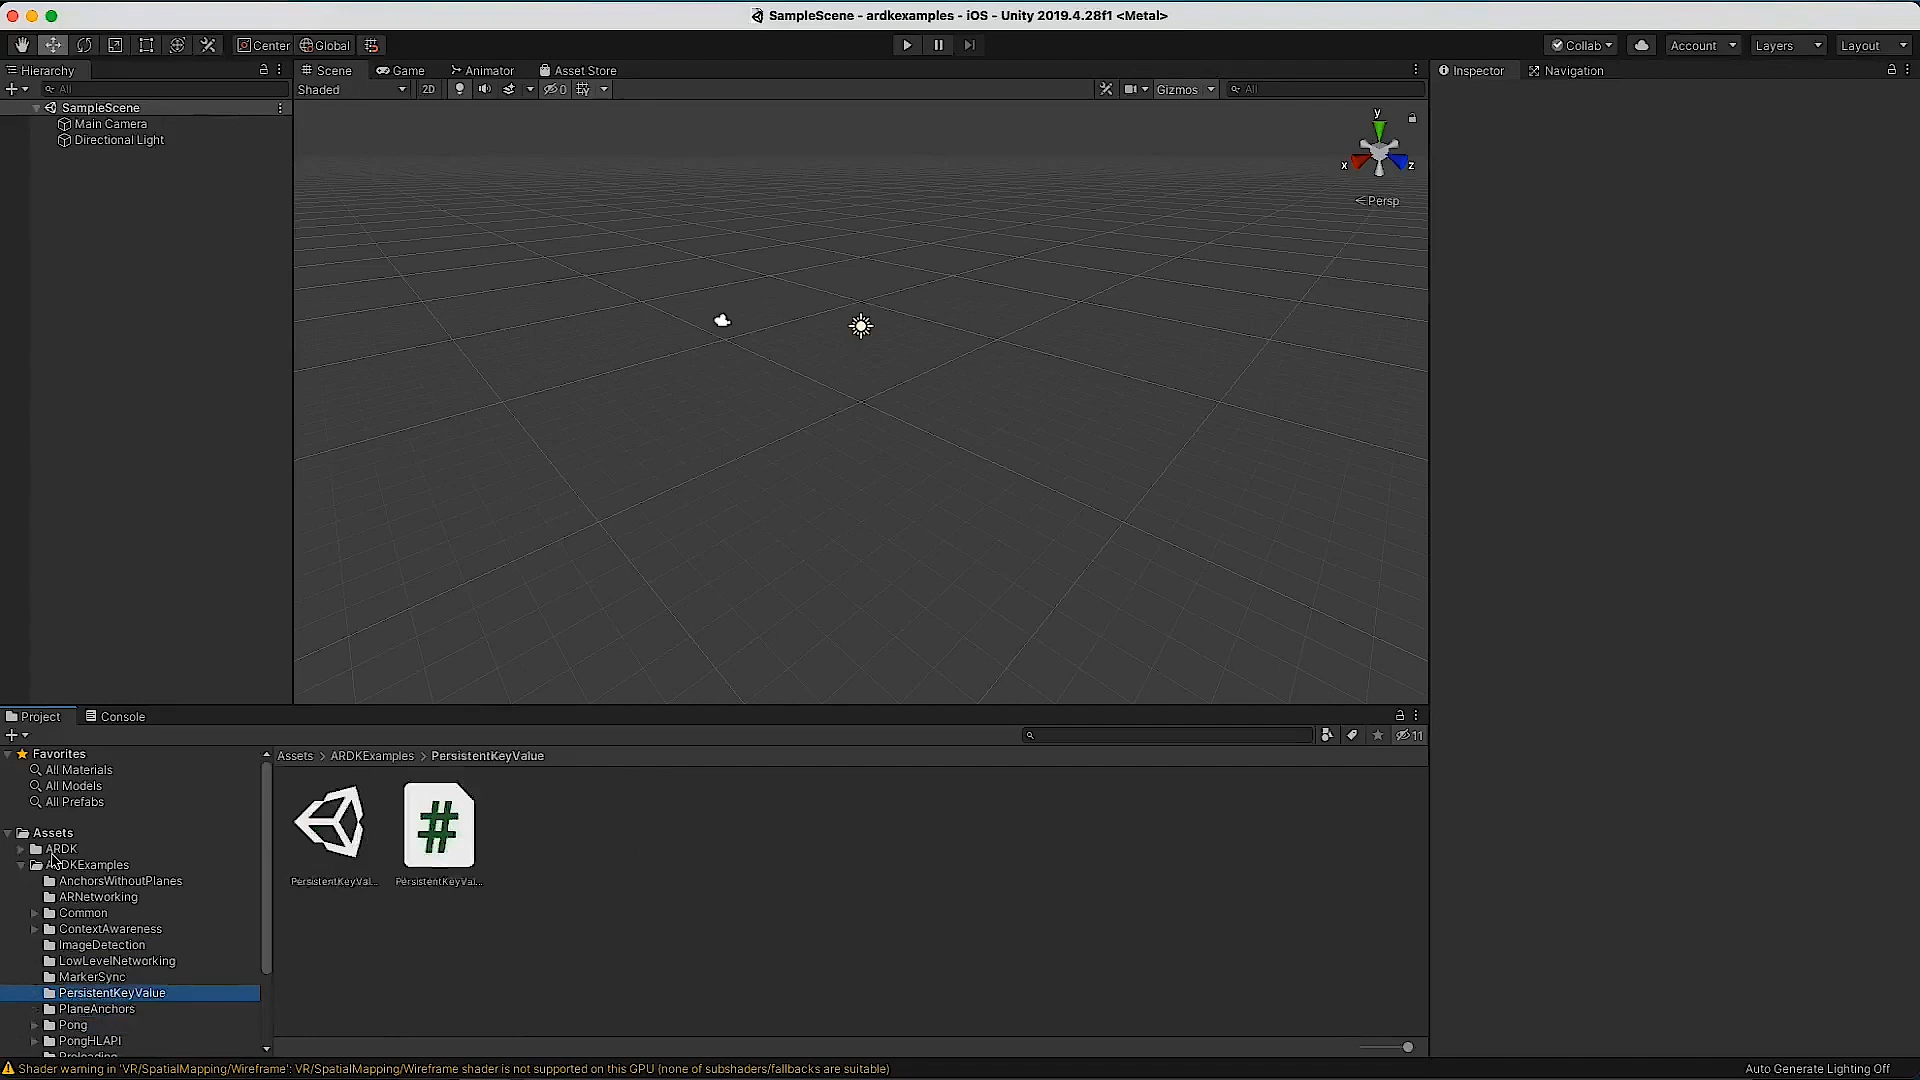 SampleScene - ardkexamples - iOS - Unity 2019.4.28f1 <Metal>
Center Global Collab Account Layers Layout
Hierarchy Scene Game Animator Asset Store Inspector Navigation
All Shaded 2D 0 Gizmos All
SampleScene
Main Camera
Directional Light
y
x z
Persp
Project Console
11
Favorites
All Materials
All Models
All Prefabs
Assets
ARDK
ARDKExamples
AnchorsWithoutPlanes
ARNetworking
Common
ContextAwareness
ImageDetection
LowLevelNetworking
MarkerSync
PersistentKeyValue
PlaneAnchors
Pong
PongHLAPI
Preloading
Assets > ARDKExamples > PersistentKeyValue
PersistentKeyVal... PersistentKeyVal...
Shader warning in 'VR/SpatialMapping/Wireframe': VR/SpatialMapping/Wireframe shader is not supported on this GPU (none of subshaders/fallbacks are suitable)
Auto Generate Lighting Off